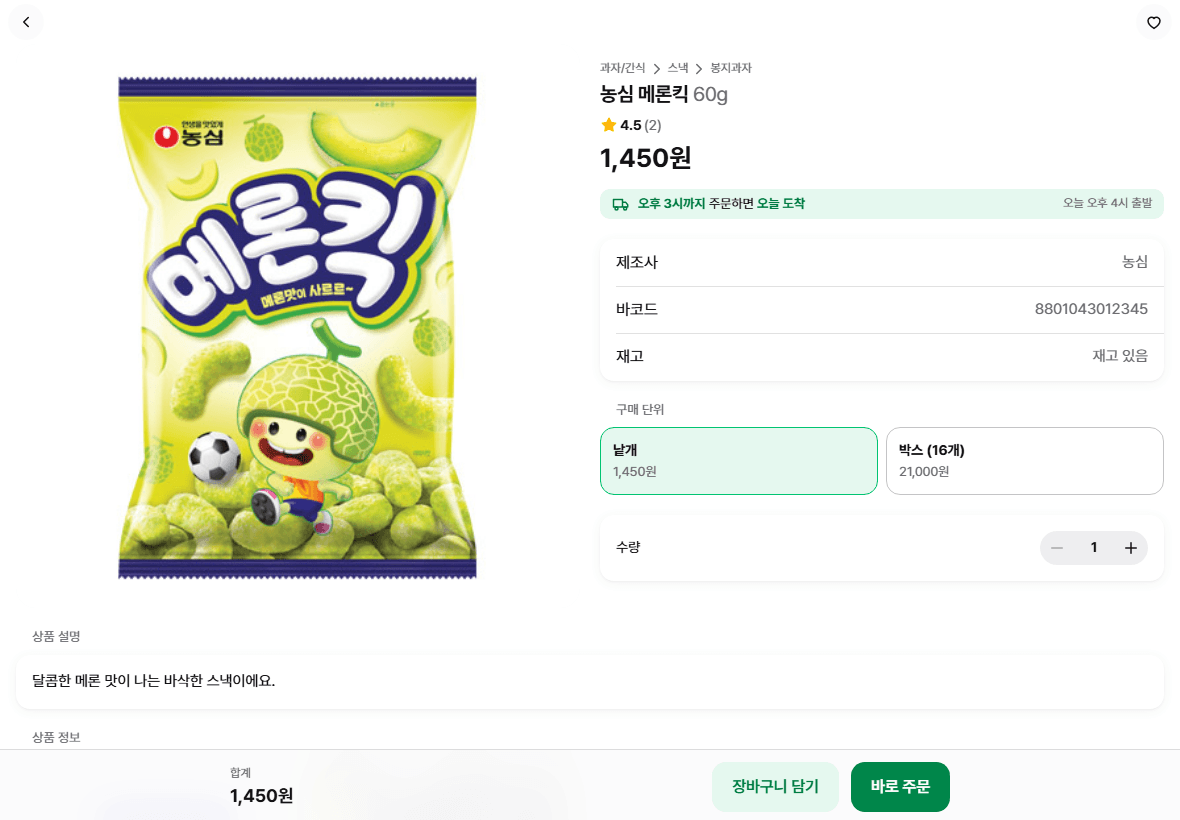 과자/간식 > 스낵 > 봉지과자
농심 메론킥 60g
4.5 (2)
1,450원
오후 3시까지 주문하면 오늘 도착
오늘 오후 4시 출발
인생을 맛있게
농심
메론킥
메론맛이 사르르~
제조사
농심
바코드
8801043012345
재고
재고 있음
구매 단위
낱개
1,450원
박스 (16개)
21,000원
수량
1
상품 설명
달콤한 메론 맛이 나는 바삭한 스낵이에요.
상품 정보
합계
1,450원
장바구니 담기
바로 주문